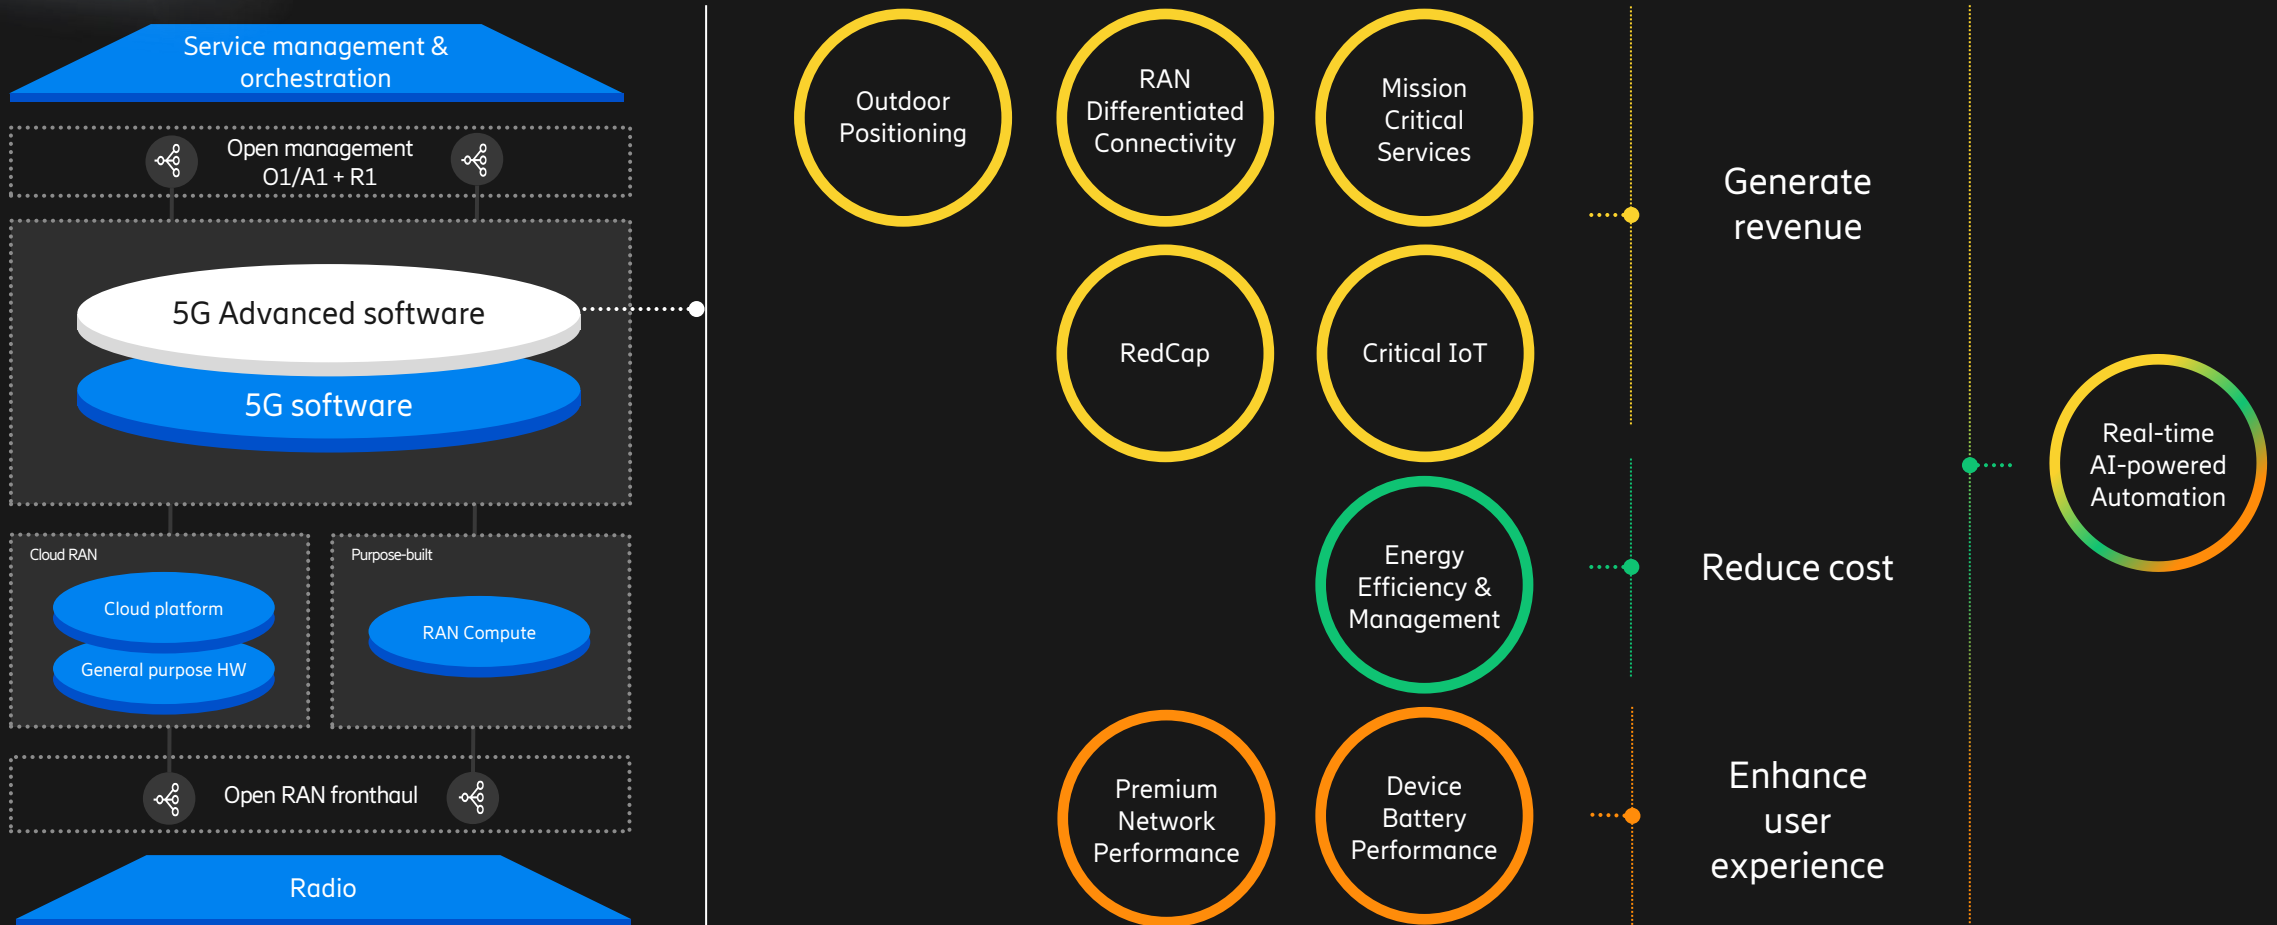 Service management &
orchestration
Open management
O1/A1 + R1
5G Advanced software
5G software
Cloud RAN
Cloud platform
General purpose HW
Purpose-built
RAN Compute
Open RAN fronthaul
Radio
Outdoor
Positioning
RAN
Differentiated
Connectivity
Mission
Critical
Services
RedCap
Critical IoT
Generate
revenue
Energy
Efficiency &
Management
Reduce cost
Premium
Network
Performance
Device
Battery
Performance
Enhance
user
experience
Real-time
AI-powered
Automation